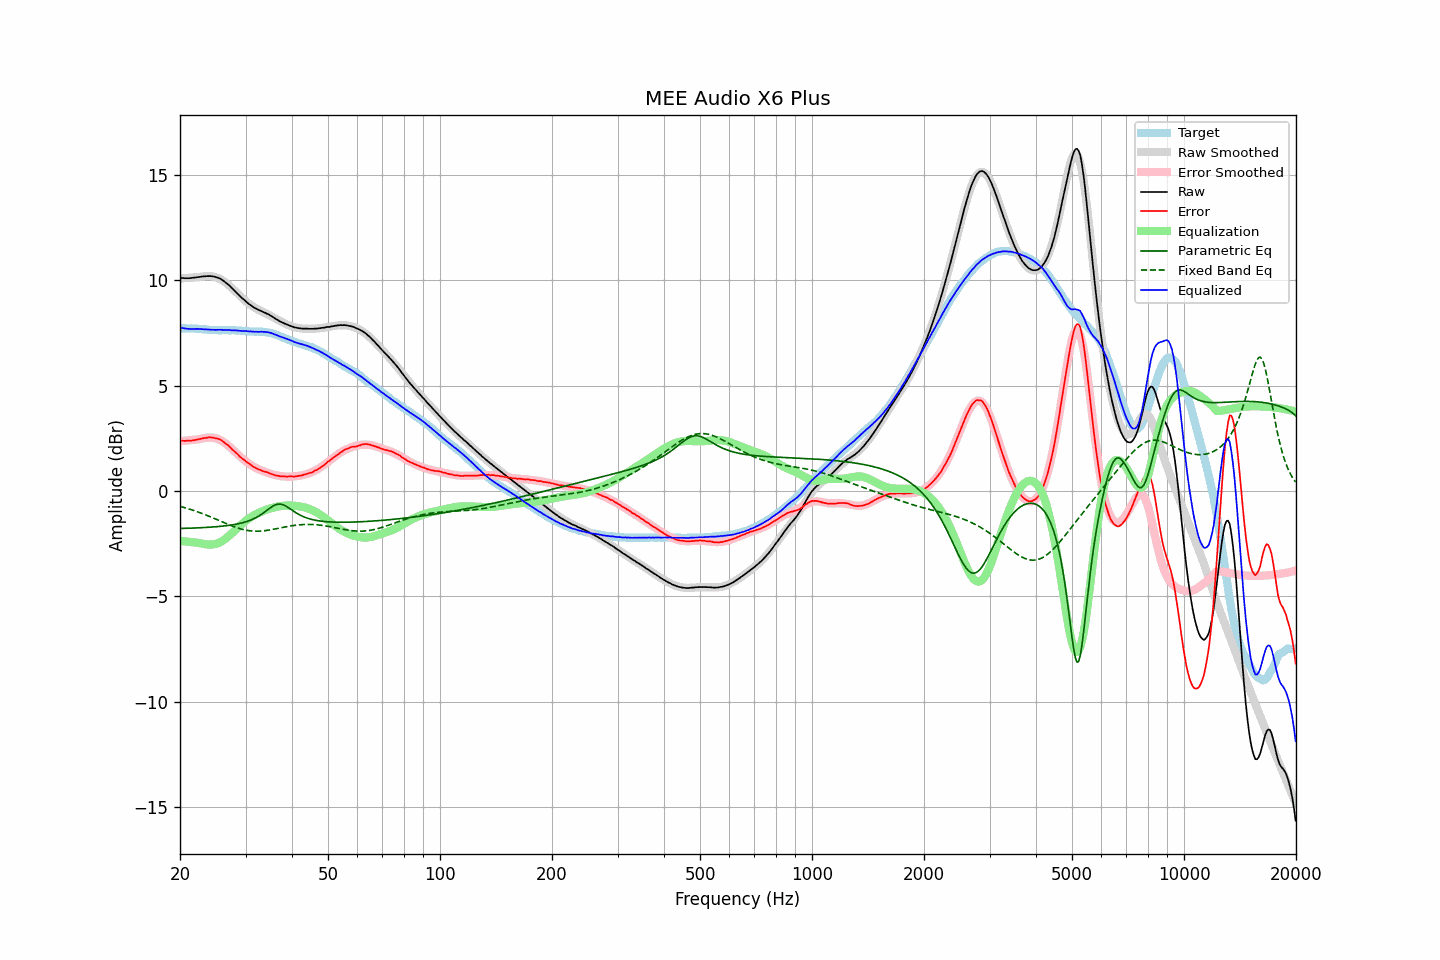 MEE Audio X6 Plus
Target
Raw Smoothed
Error Smoothed
Raw
Error
Equalization
Parametric Eq
Fixed Band Eq
Equalized
Amplitude (dBr)
15
10
5
0
−5
−10
−15
20
50
100
200
500
1000
2000
5000
10000
20000
Frequency (Hz)